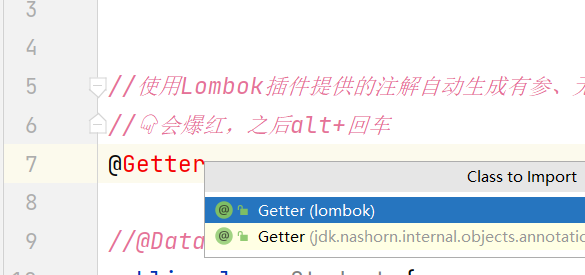 3
4
5 //使用Lombok插件提供的注解自动生成有参、
6 //👇会爆红，之后alt+回车
7 @Getter
Class to Import
8 Getter (lombok)
Getter (jdk.nashorn.internal.objects.annotatio
9 //@Data